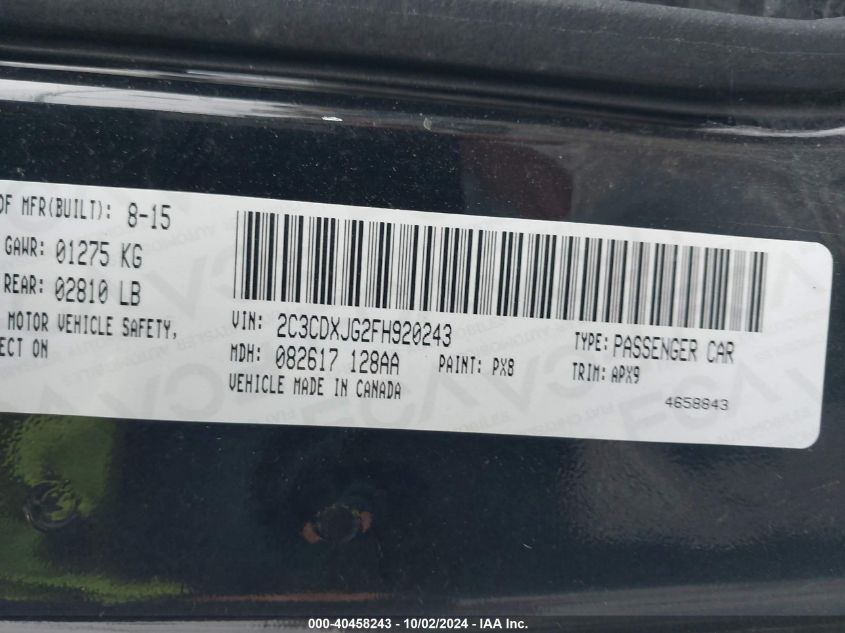 OF MFR(BUILT): 8-15
GAWR: 01275 KG
REAR: 02810 LB
MOTOR VEHICLE SAFETY,
ECT ON
VIN: 2C3CDXJG2FH920243
MDH: 082617 128AA
PAINT: PX8
VEHICLE MADE IN CANADA
TYPE: PASSENGER CAR
TRIM: APX9
4658843
000-40458243 - 10/02/2024 - IAA Inc.